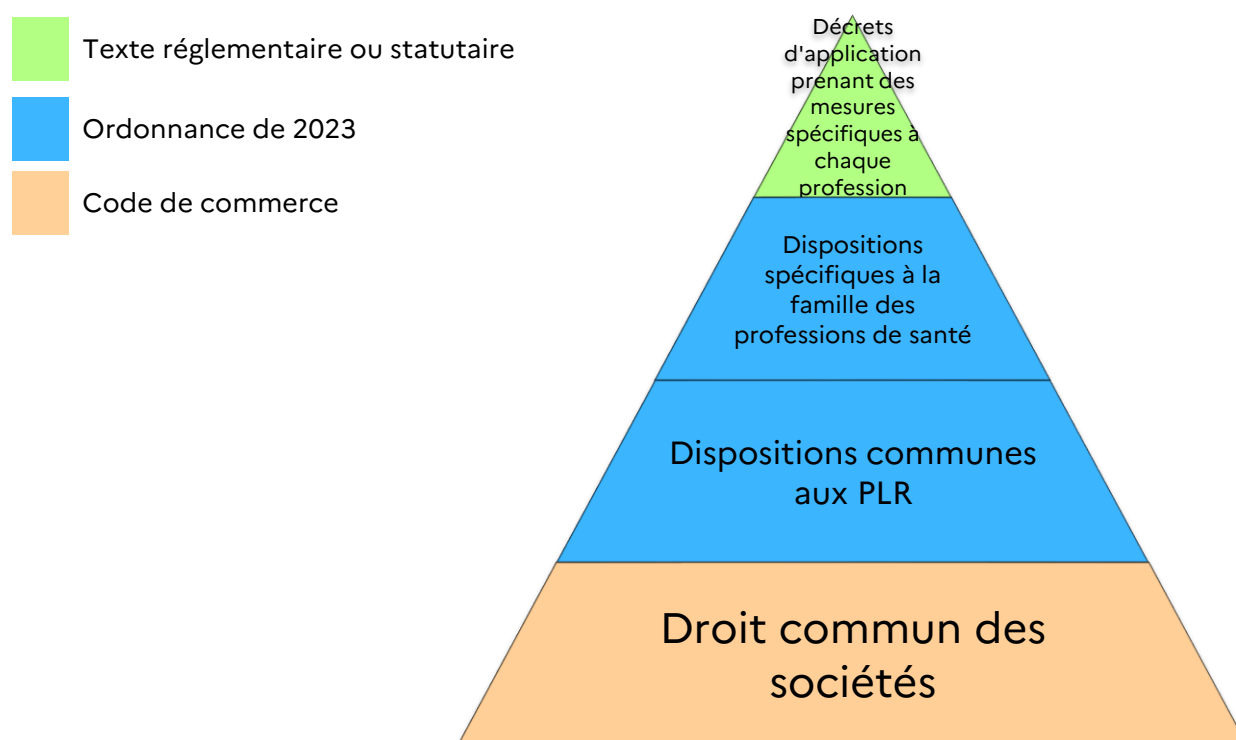 Texte réglementaire ou statutaire
Ordonnance de 2023
Code de commerce
Décrets
d'application
prenant des
mesures
spécifiques à
chaque
profession
Dispositions
spécifiques à la
famille des
professions de santé
Dispositions communes
aux PLR
Droit commun des
sociétés